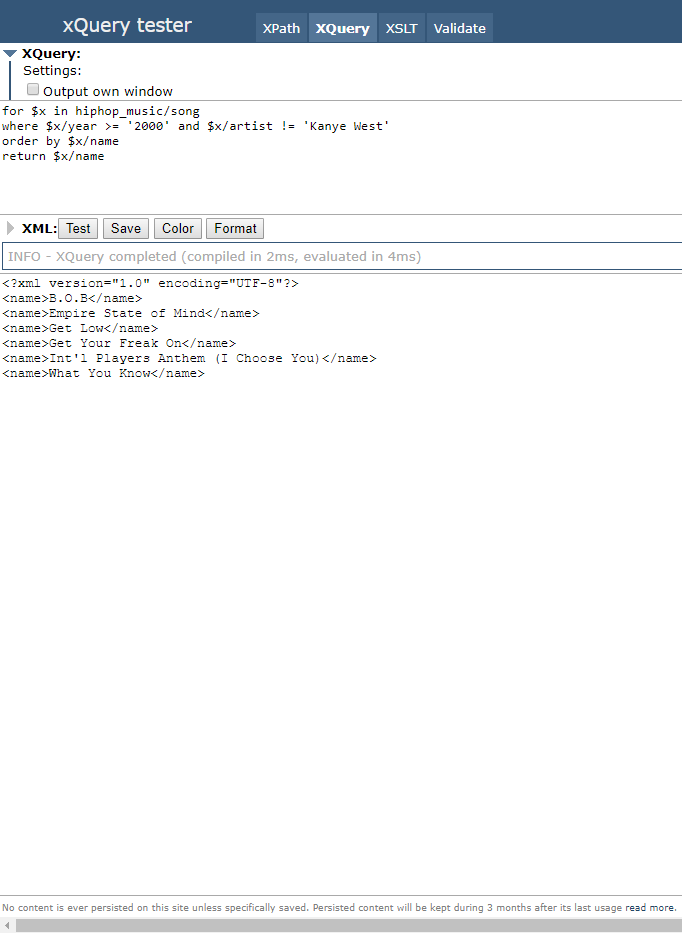 xQuery tester
XPath XQuery XSLT Validate
XQuery:
Settings:
Output own window
for $x in hiphop_music/song
where $x/year >= '2000' and $x/artist != 'Kanye West'
order by $x/name
return $x/name
XML: Test Save Color Format
INFO - XQuery completed (compiled in 2ms, evaluated in 4ms)
<?xml version="1.0" encoding="UTF-8"?>
<name>B.O.B</name>
<name>Empire State of Mind</name>
<name>Get Low</name>
<name>Get Your Freak On</name>
<name>Int'l Players Anthem (I Choose You)</name>
<name>What You Know</name>
No content is ever persisted on this site unless specifically saved. Persisted content will be kept during 3 months after its last usage read more.